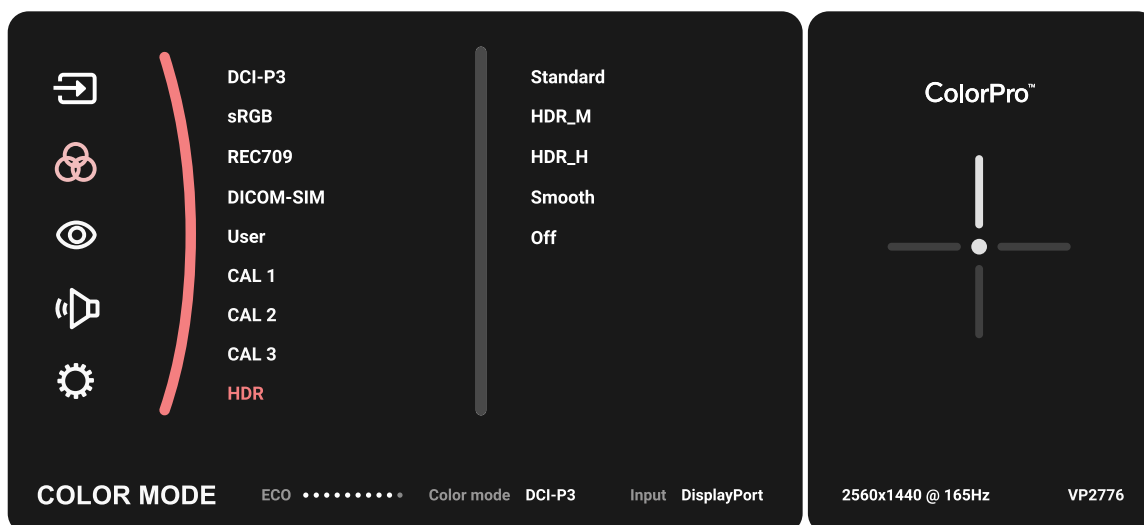 DCI-P3
sRGB
REC709
DICOM-SIM
User
CAL 1
CAL 2
CAL 3
HDR
Standard
HDR_M
HDR_H
Smooth
Off
COLOR MODE
ECO
Color mode DCI-P3
Input DisplayPort
ColorPro™
2560x1440 @ 165Hz
VP2776